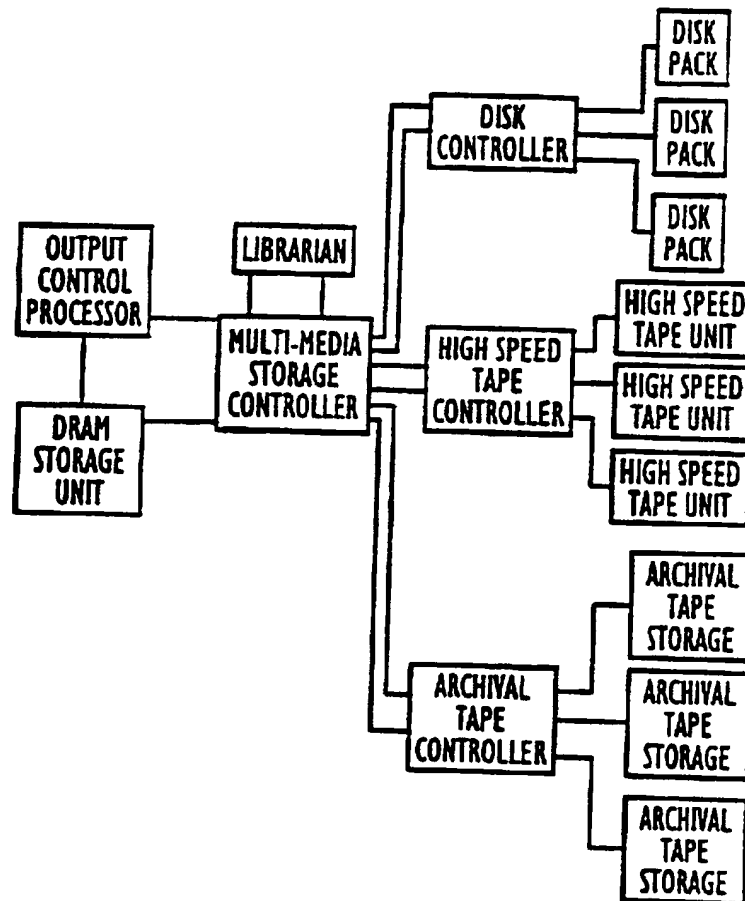 DISK
PACK
DISK
CONTROLLER
DISK
PACK
DISK
PACK
OUTPUT
CONTROL
PROCESSOR
LIBRARIAN
MULTI-MEDIA
STORAGE
CONTROLLER
DRAM
STORAGE
UNIT
HIGH SPEED
TAPE
CONTROLLER
HIGH SPEED
TAPE UNIT
HIGH SPEED
TAPE UNIT
HIGH SPEED
TAPE UNIT
ARCHIVAL
TAPE
CONTROLLER
ARCHIVAL
TAPE
STORAGE
ARCHIVAL
TAPE
STORAGE
ARCHIVAL
TAPE
STORAGE